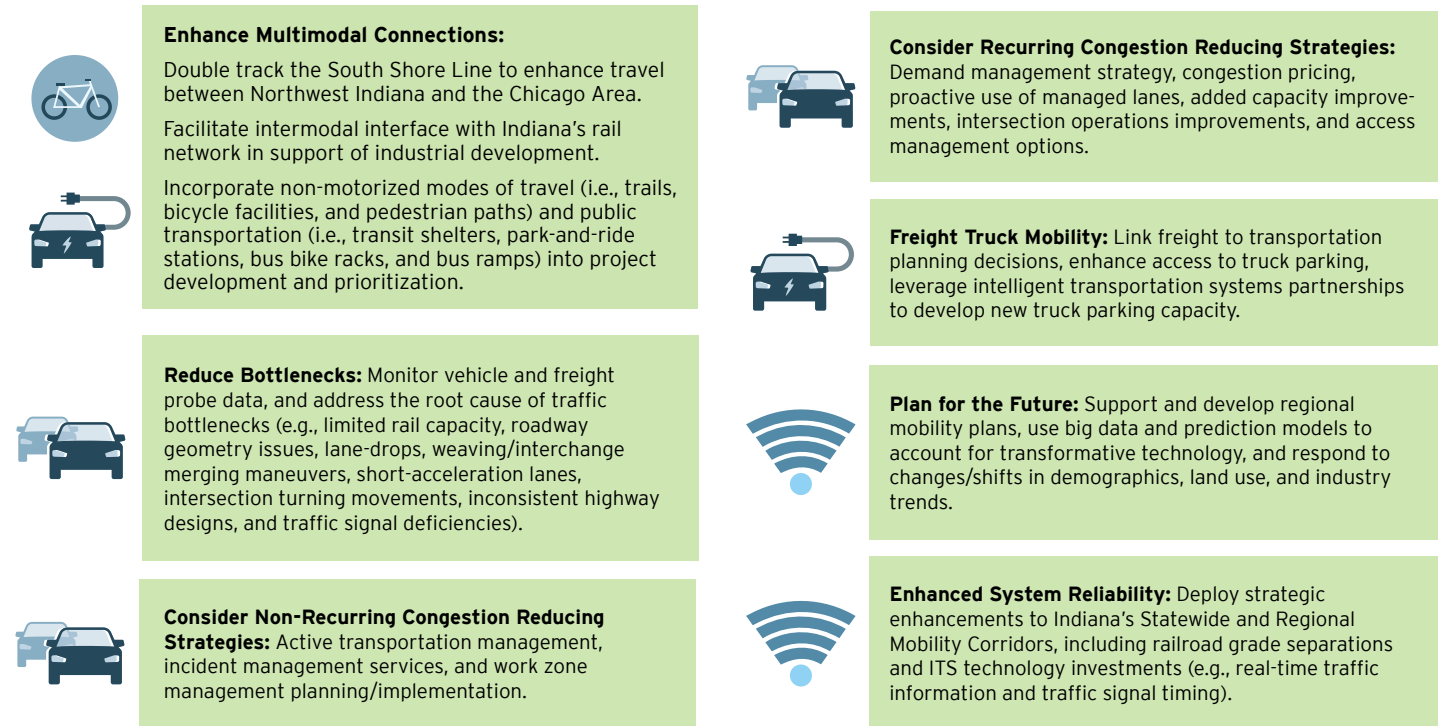 Enhance Multimodal Connections:
Double track the South Shore Line to enhance travel
between Northwest Indiana and the Chicago Area.
Facilitate intermodal interface with Indiana's rail
network in support of industrial development.
Incorporate non-motorized modes of travel (i.e., trails,
bicycle facilities, and pedestrian paths) and public
transportation (i.e., transit shelters, park-and-ride
stations, bus bike racks, and bus ramps) into project
development and prioritization.
Reduce Bottlenecks: Monitor vehicle and freight
probe data, and address the root cause of traffic
bottlenecks (e.g., limited rail capacity, roadway
geometry issues, lane-drops, weaving/interchange
merging maneuvers, short-acceleration lanes,
intersection turning movements, inconsistent highway
designs, and traffic signal deficiencies).
Consider Non-Recurring Congestion Reducing
Strategies: Active transportation management,
incident management services, and work zone
management planning/implementation.
Consider Recurring Congestion Reducing Strategies:
Demand management strategy, congestion pricing,
proactive use of managed lanes, added capacity improve-
ments, intersection operations improvements, and access
management options.
Freight Truck Mobility: Link freight to transportation
planning decisions, enhance access to truck parking,
leverage intelligent transportation systems partnerships
to develop new truck parking capacity.
Plan for the Future: Support and develop regional
mobility plans, use big data and prediction models to
account for transformative technology, and respond to
changes/shifts in demographics, land use, and industry
trends.
Enhanced System Reliability: Deploy strategic
enhancements to Indiana's Statewide and Regional
Mobility Corridors, including railroad grade separations
and ITS technology investments (e.g., real-time traffic
information and traffic signal timing).